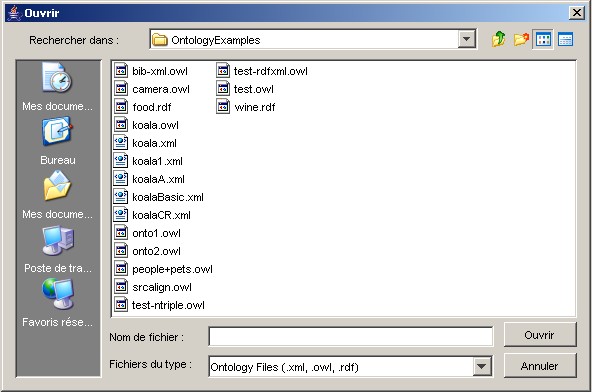 Ouvrir
Rechercher dans : OntologyExamples
Mes docume...
Bureau
Mes docume...
Poste de tra...
Favoris rése...
bib-xml.owl
camera.owl
food.rdf
koala.owl
koala.xml
koala1.xml
koalaA.xml
koalaBasic.xml
koalaCR.xml
onto1.owl
onto2.owl
people+pets.owl
srcalign.owl
test-ntriple.owl
test-rdfxml.owl
test.owl
wine.rdf
Nom de fichier : Ouvrir
Fichiers du type : Ontology Files (.xml, .owl, .rdf) Annuler